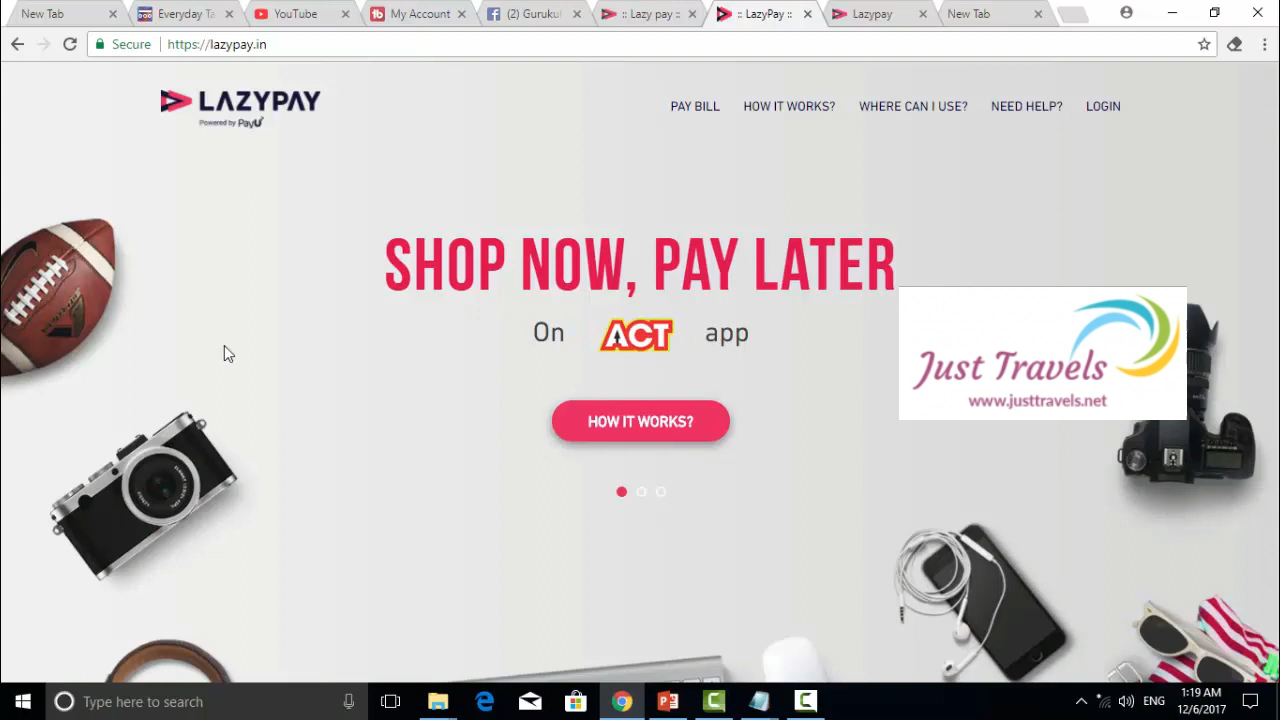 New Tab
Everyday Ta
YouTube
My Account
(2) Guruku
:: Lazy pay ::
:: LazyPay ::
Lazypay
New Tab
Secure
https://lazypay.in
LAZYPAY
Powered by PayU
PAY BILL
HOW IT WORKS?
WHERE CAN I USE?
NEED HELP?
LOGIN
SHOP NOW, PAY LATER
On ACT app
Just Travels
www.justtravels.net
HOW IT WORKS?
Type here to search
ENG
1:19 AM
12/6/2017